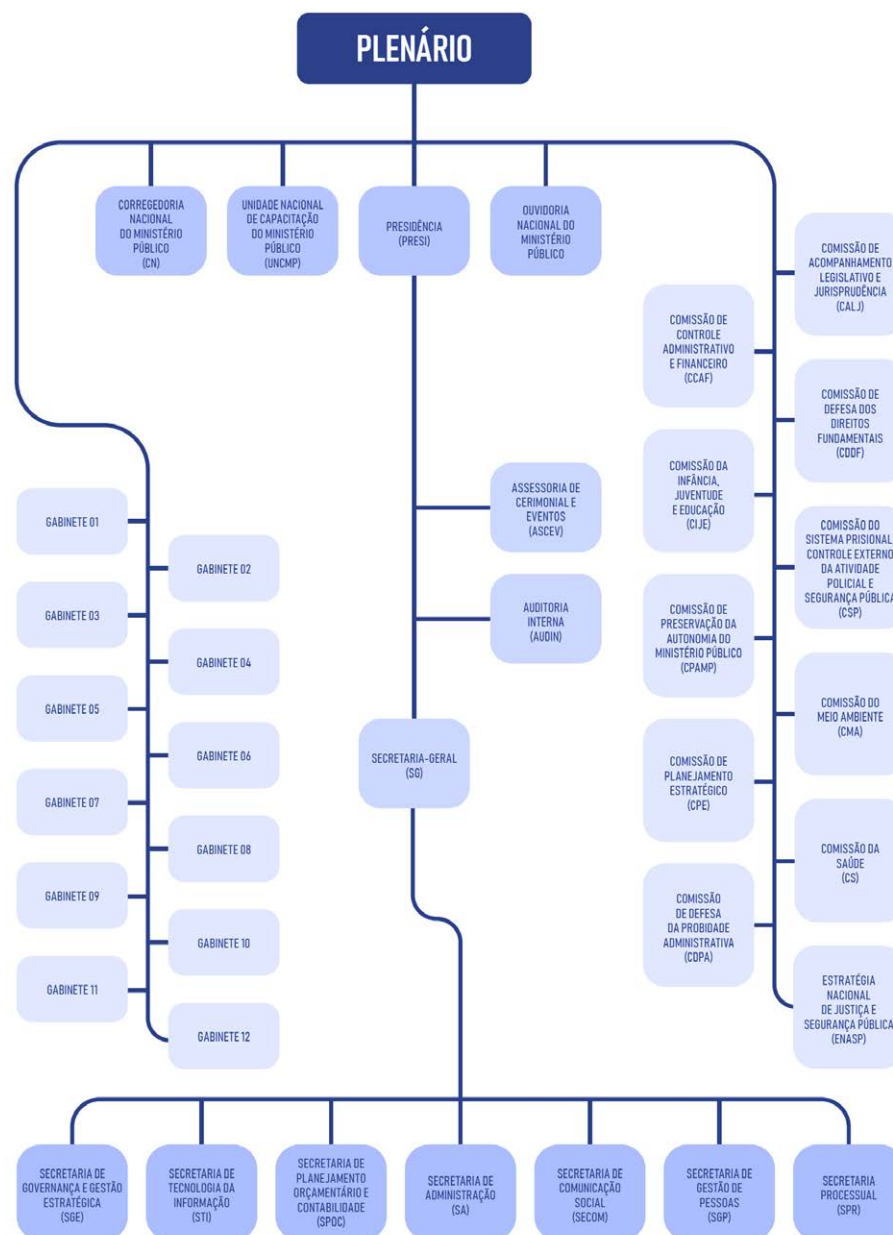 PLENÁRIO
CORREGEDORIA
NACIONAL
DO MINISTÉRIO
PÚBLICO
(CN)
UNIDADE NACIONAL
DE CAPACITAÇÃO
DO MINISTÉRIO
PÚBLICO
(UNCMP)
PRESIDÊNCIA
(PRESI)
OUVIDORIA
NACIONAL DO
MINISTÉRIO
PÚBLICO
COMISSÃO DE
ACOMPANHAMENTO
LEGISLATIVO E
JURISPRUDÊNCIA
(CALJ)
COMISSÃO DE
CONTROLE
ADMINISTRATIVO
E FINANCEIRO
(CCAF)
COMISSÃO DE
DEFESA DOS
DIREITOS
FUNDAMENTAIS
(CDDF)
COMISSÃO DA
INFÂNCIA,
JUVENTUDE
E EDUCAÇÃO
(CIJE)
COMISSÃO DO
SISTEMA PRISIONAL
CONTROLE EXTERNO
DA ATIVIDADE
POLICIAL E
SEGURANÇA PÚBLICA
(CSP)
COMISSÃO DE
PRESERVAÇÃO DA
AUTONOMIA DO
MINISTÉRIO PÚBLICO
(CPAMP)
COMISSÃO DO
MEIO AMBIENTE
(CMA)
COMISSÃO DE
PLANEJAMENTO
ESTRATÉGICO
(CPE)
COMISSÃO DA
SAÚDE
(CS)
COMISSÃO
DE DEFESA
DA PROBIDADE
ADMINISTRATIVA
(CDPA)
ESTRATÉGIA
NACIONAL
DE JUSTIÇA E
SEGURANÇA PÚBLICA
(ENASP)
ASSESSORIA DE
CERIMONIAL E
EVENTOS
(ASCEV)
AUDITORIA
INTERNA
(AUDIN)
SECRETARIA-GERAL
(SG)
GABINETE 01
GABINETE 02
GABINETE 03
GABINETE 04
GABINETE 05
GABINETE 06
GABINETE 07
GABINETE 08
GABINETE 09
GABINETE 10
GABINETE 11
GABINETE 12
SECRETARIA DE
GOVERNANÇA E GESTÃO
ESTRATÉGICA
(SGE)
SECRETARIA DE
TECNOLOGIA DA
INFORMAÇÃO
(STI)
SECRETARIA DE
PLANEJAMENTO
ORÇAMENTÁRIO E
CONTABILIDADE
(SPOC)
SECRETARIA DE
ADMINISTRAÇÃO
(SA)
SECRETARIA DE
COMUNICAÇÃO
SOCIAL
(SECOM)
SECRETARIA DE
GESTÃO DE
PESSOAS
(SGP)
SECRETARIA
PROCESSUAL
(SPR)